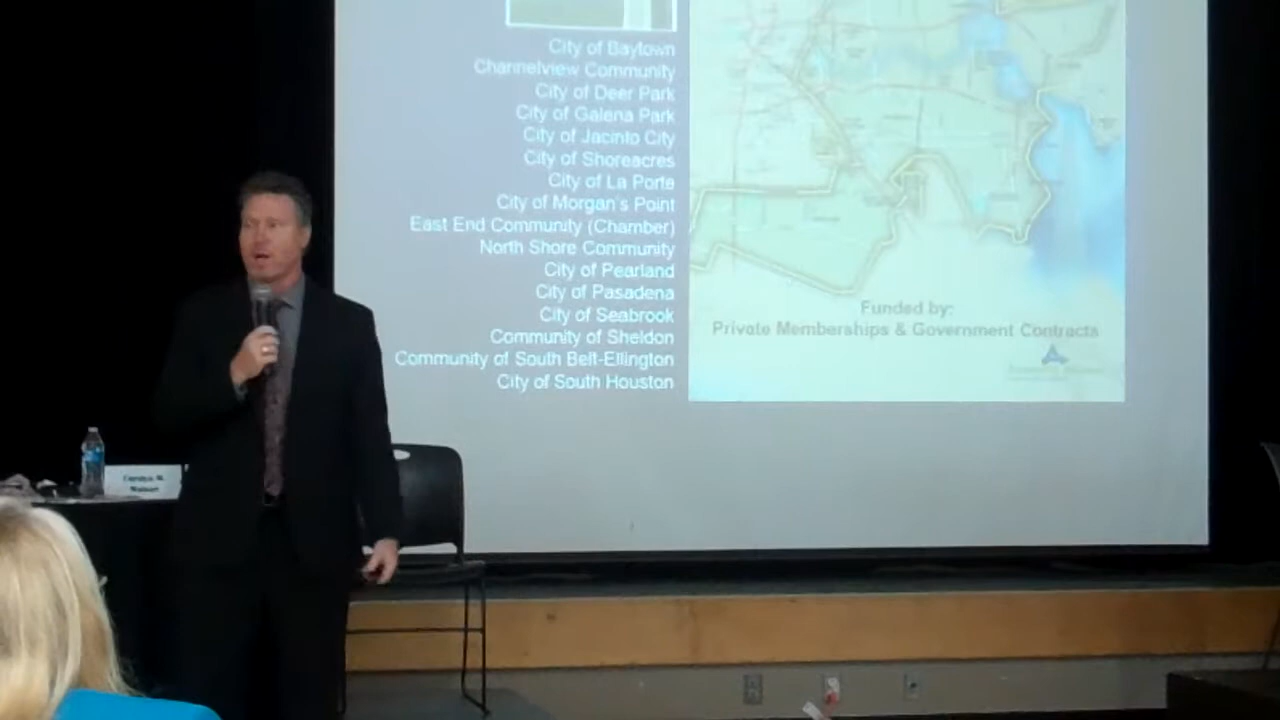 City of Baytown
Channelview Community
City of Deer Park
City of Galena Park
City of Jacinto City
City of Shoreacres
City of La Porte
City of Morgan's Point
East End Community (Chamber)
North Shore Community
City of Pearland
City of Pasadena
City of Seabrook
Community of Sheldon
Community of South Belt-Ellington
City of South Houston
Funded by:
Private Memberships & Government Contracts